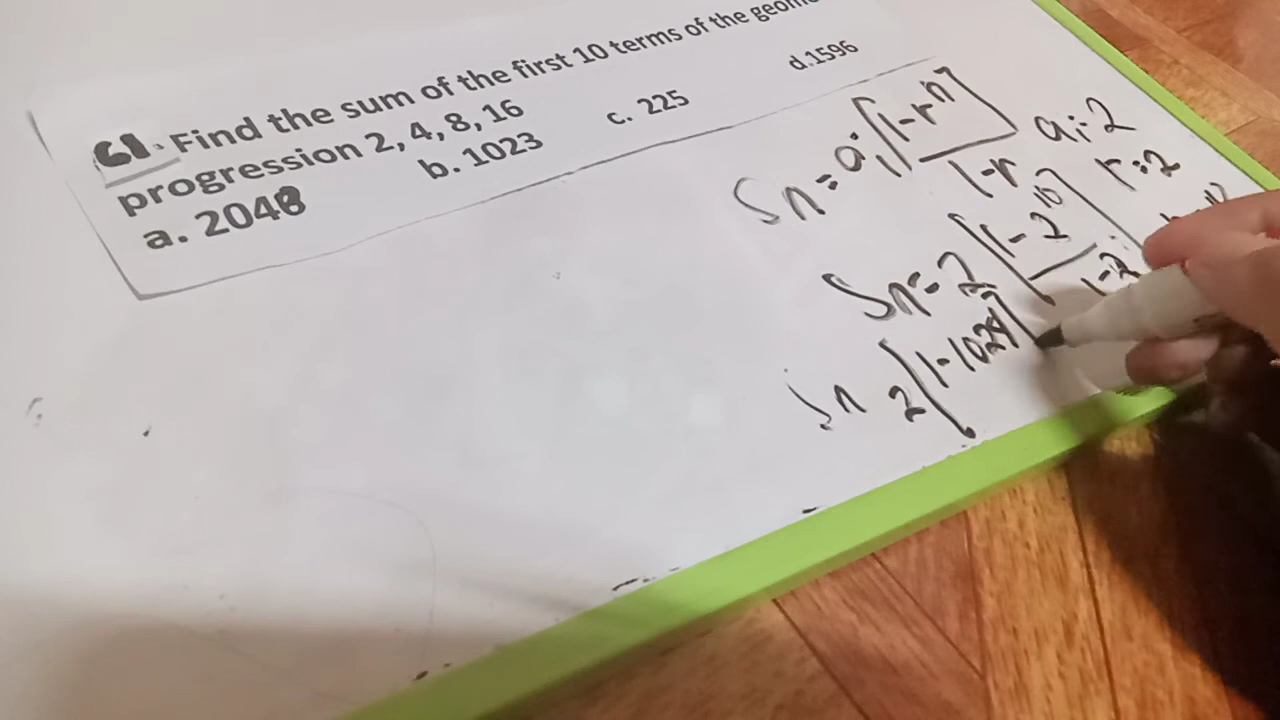 61. Find the sum of the first 10 terms of the
progression 2, 4, 8, 16
a. 2048 b. 1023 c. 225 d.1596
Sn = a1[1-r^n]
1-r
a1=2
r=2
Sn = 2[1-2^10]
1-2
Sn 2[1-1024]